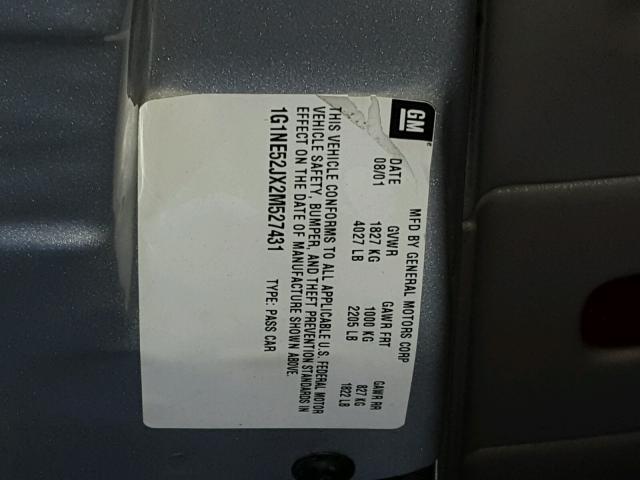 GM
MFD BY GENERAL MOTORS CORP
DATE GVWR GAWR FRT GAWR RR
08/01 1827 KG 1000 KG 827 KG
4027 LB 2205 LB 1822 LB
THIS VEHICLE CONFORMS TO ALL APPLICABLE U.S. FEDERAL MOTOR
VEHICLE SAFETY, BUMPER, AND THEFT PREVENTION STANDARDS IN
EFFECT ON THE DATE OF MANUFACTURE SHOWN ABOVE.
1G1NE52JX2M527431 TYPE: PASS CAR